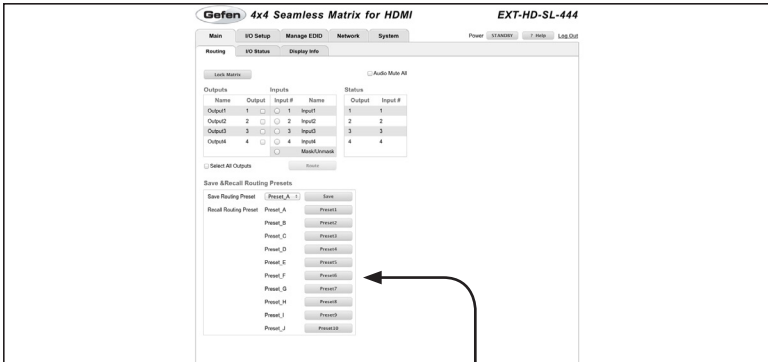 Gefen 4x4 Seamless Matrix for HDMI EXT-HD-SL-444
Main I/O Setup Manage EDID Network System Power STANDBY ? Help Log Out
Routing I/O Status Display Info
Lock Matrix Audio Mute All
Outputs Inputs Status
Name Output Input # Name Output Input #
Output1 1 1 Input1 1 1
Output2 2 2 Input2 2 2
Output3 3 3 Input3 3 3
Output4 4 4 Input4 4 4
Mask/Unmask
Select All Outputs Route
Save &Recall Routing Presets
Save Routing Preset Preset_A Save
Recall Routing Preset Preset_A Preset1
Preset_B Preset2
Preset_C Preset3
Preset_D Preset4
Preset_E Preset5
Preset_F Preset6
Preset_G Preset7
Preset_H Preset8
Preset_I Preset9
Preset_J Preset10